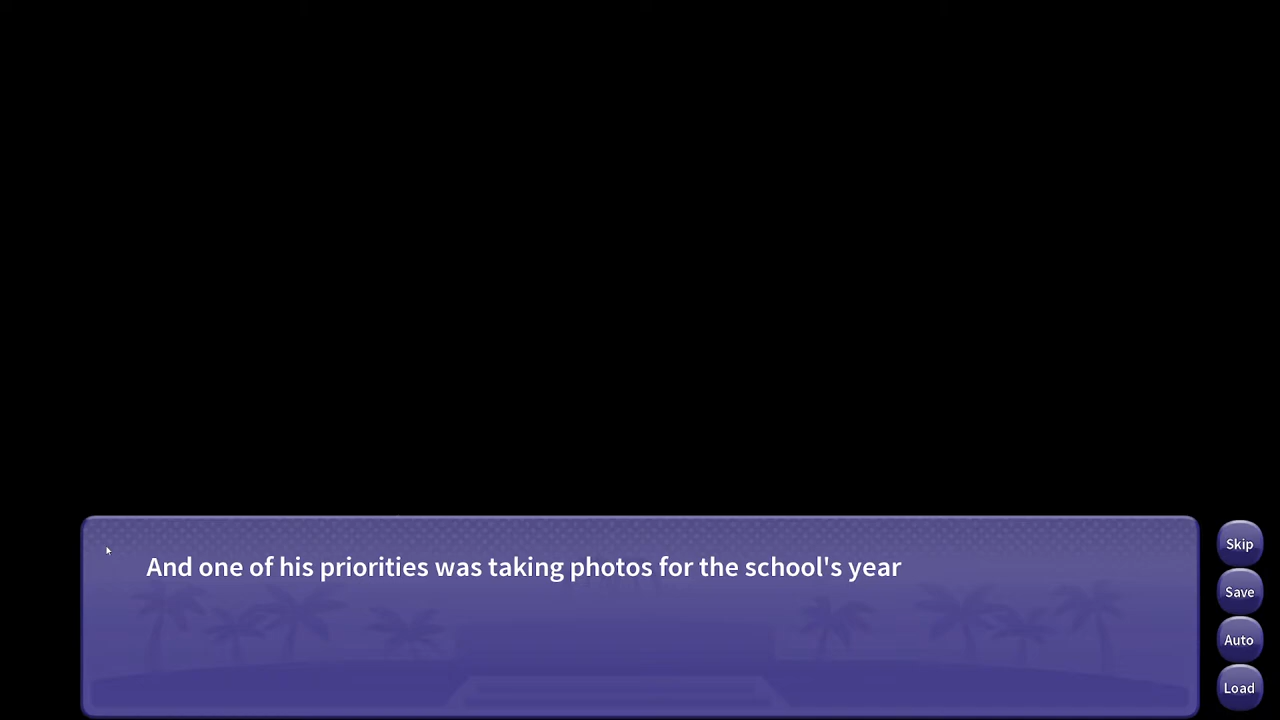 And one of his priorities was taking photos for the school's year
Skip
Save
Auto
Load